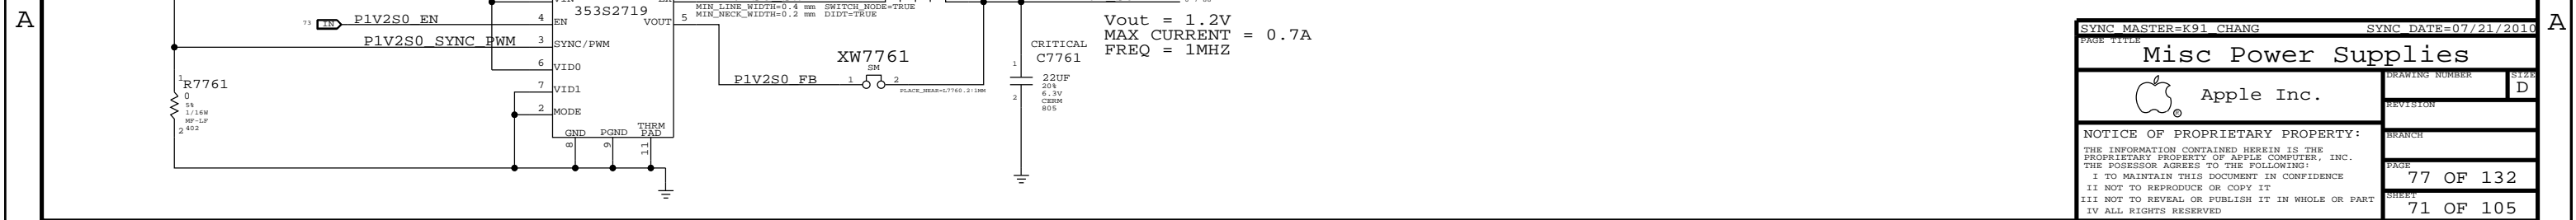 A
73
IN
P1V2S0_EN
4
EN
353S2719
VOUT
5
MIN_LINE_WIDTH=0.4 mm SWITCH_NODE=TRUE
MIN_NECK_WIDTH=0.2 mm DIDT=TRUE
P1V2S0_SYNC_PWM
3
SYNC/PWM
6
VID0
7
VID1
2
MODE
GND
PGND
THRM
PAD
8
9
11
1
R7761
0
5%
1/16W
MF-LF
402
2
XW7761
SM
P1V2S0_FB
1
2
PLACE_NEAR=L7760.2:1MM
CRITICAL
C7761
1
22UF
20%
6.3V
CERM
805
2
Vout = 1.2V
MAX CURRENT = 0.7A
FREQ = 1MHZ
SYNC_MASTER=K91_CHANG
SYNC_DATE=07/21/2010
PAGE TITLE
Misc Power Supplies
Apple Inc.
®
DRAWING NUMBER
SIZE
D
REVISION
BRANCH
NOTICE OF PROPRIETARY PROPERTY:
THE INFORMATION CONTAINED HEREIN IS THE
PROPRIETARY PROPERTY OF APPLE COMPUTER, INC.
THE POSESSOR AGREES TO THE FOLLOWING:
I TO MAINTAIN THIS DOCUMENT IN CONFIDENCE
II NOT TO REPRODUCE OR COPY IT
III NOT TO REVEAL OR PUBLISH IT IN WHOLE OR PART
IV ALL RIGHTS RESERVED
PAGE
77 OF 132
SHEET
71 OF 105
A